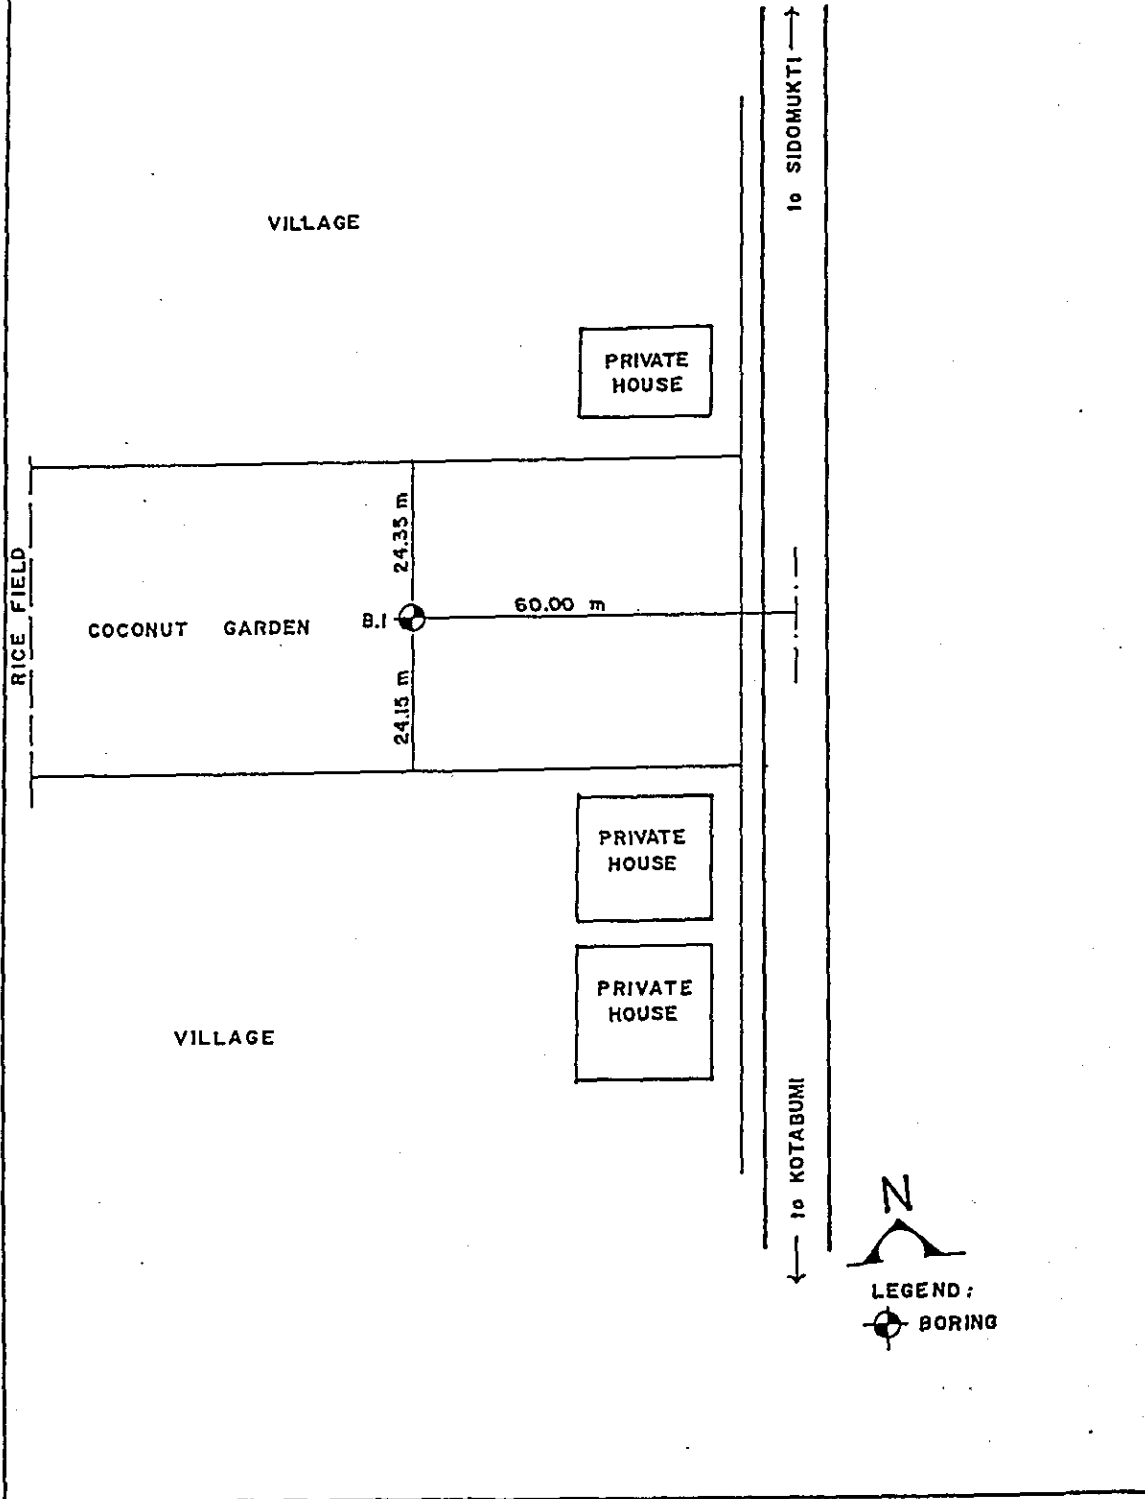 to SIDOMUKTI
VILLAGE
PRIVATE
HOUSE
24.35 m
RICE FIELD
60.00 m
B.1
COCONUT GARDEN
24.15 m
PRIVATE
HOUSE
PRIVATE
HOUSE
VILLAGE
to KOTABUMI
N
LEGEND:
BORING